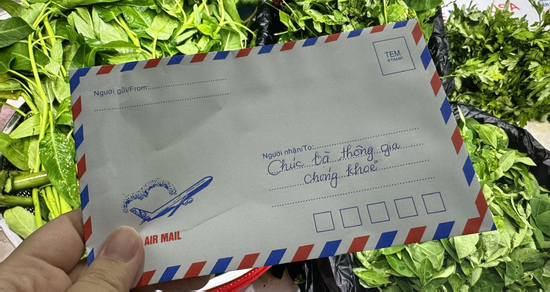 Người gửi/From:
TEM
STAMP
Người nhận/To:
Chúc bà thông gia
chóng khoẻ
AIR MAIL